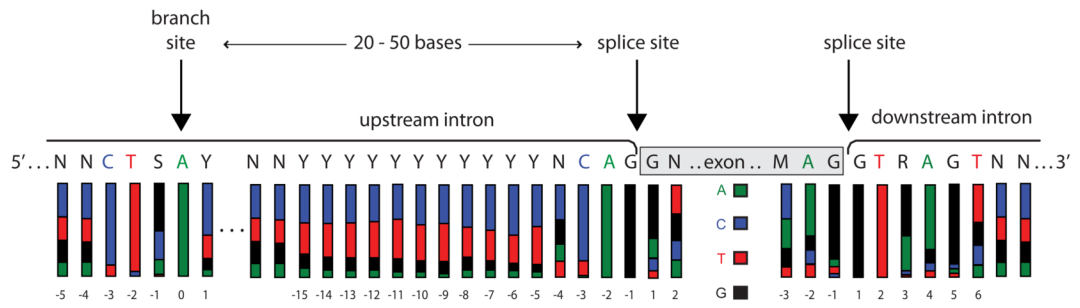 branch site
20 - 50 bases
splice site
splice site
upstream intron
downstream intron
5'...N N C T S A Y N N Y Y Y Y Y Y Y Y Y Y N C A G G N ..exon.. M A G G T R A G T N N...3'
A
C
T
G
-5 -4 -3 -2 -1 0 1 -15 -14 -13 -12 -11 -10 -9 -8 -7 -6 -5 -4 -3 -2 -1 1 2 -3 -2 -1 1 2 3 4 5 6